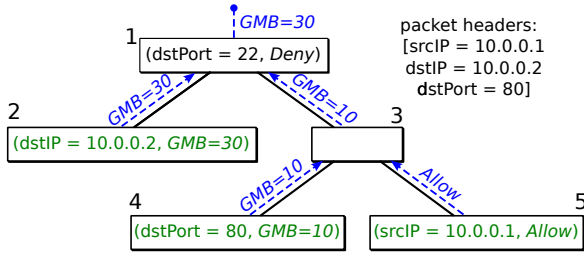 GMB=30
packet headers:
[srcIP = 10.0.0.1
dstIP = 10.0.0.2
dstPort = 80]
1
(dstPort = 22, Deny)
GMB=30
GMB=10
2
(dstIP = 10.0.0.2, GMB=30)
3
GMB=10
Allow
4
(dstPort = 80, GMB=10)
5
(srcIP = 10.0.0.1, Allow)